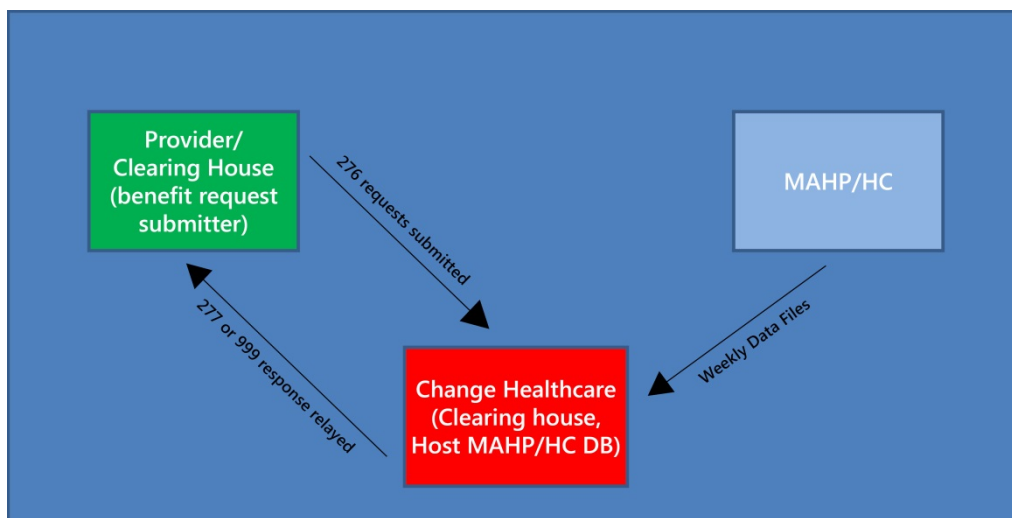 Provider/
Clearing House
(benefit request
submitter)
276 requests submitted
MAHP/HC
277 or 999 response relayed
Weekly Data Files
Change Healthcare
(Clearing house,
Host MAHP/HC DB)